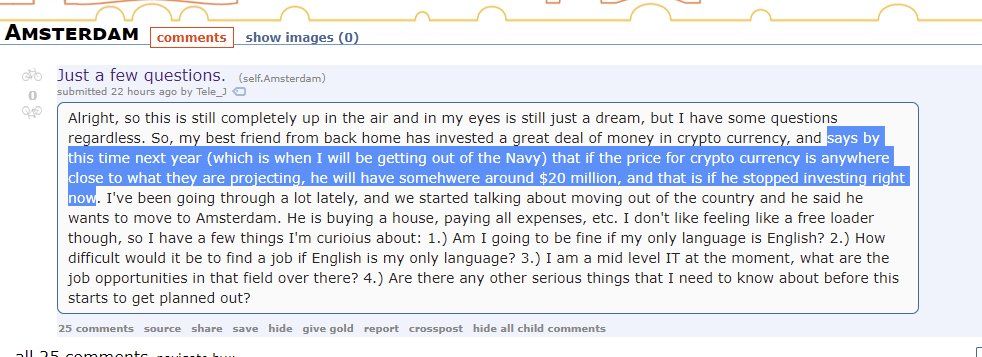 AMSTERDAM comments show images (0)
Just a few questions. (self.Amsterdam)
0
submitted 22 hours ago by Tele_J
Alright, so this is still completely up in the air and in my eyes is still just a dream, but I have some questions
regardless. So, my best friend from back home has invested a great deal of money in crypto currency, and says by
this time next year (which is when I will be getting out of the Navy) that if the price for crypto currency is anywhere
close to what they are projecting, he will have somehwere around $20 million, and that is if he stopped investing right
now. I've been going through a lot lately, and we started talking about moving out of the country and he said he
wants to move to Amsterdam. He is buying a house, paying all expenses, etc. I don't like feeling like a free loader
though, so I have a few things I'm curioius about: 1.) Am I going to be fine if my only language is English? 2.) How
difficult would it be to find a job if English is my only language? 3.) I am a mid level IT at the moment, what are the
job opportunities in that field over there? 4.) Are there any other serious things that I need to know about before this
starts to get planned out?
25 comments source share save hide give gold report crosspost hide all child comments
all 25 comments